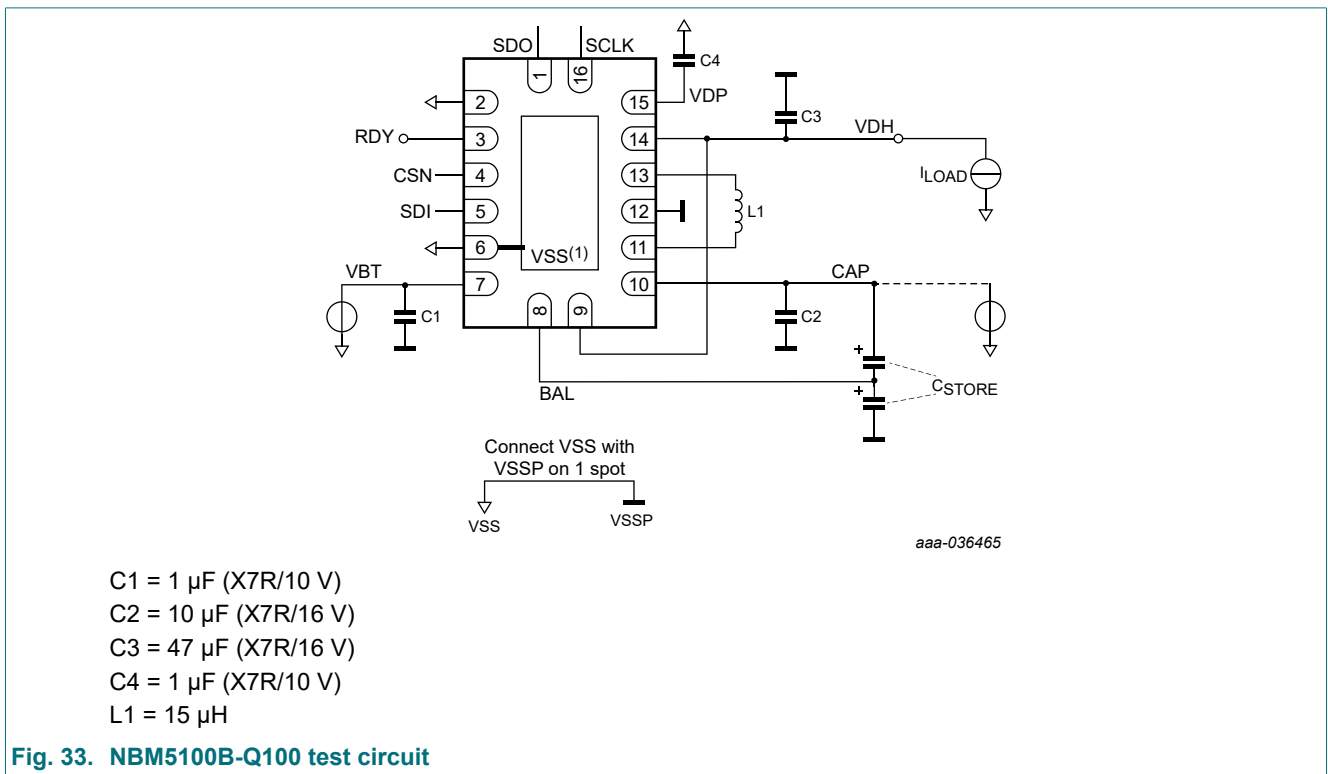 SDO
SCLK
1
16
C4
2
15
VDP
C3
RDY
3
14
VDH
CSN
4
13
ILOAD
SDI
5
12
L1
6
VSS(1)
11
VBT
7
10
CAP
C1
8
9
C2
BAL
CSTORE
Connect VSS with
VSSP on 1 spot
VSS
VSSP
aaa-036465
C1 = 1 µF (X7R/10 V)
C2 = 10 µF (X7R/16 V)
C3 = 47 µF (X7R/16 V)
C4 = 1 µF (X7R/10 V)
L1 = 15 µH
Fig. 33. NBM5100B-Q100 test circuit